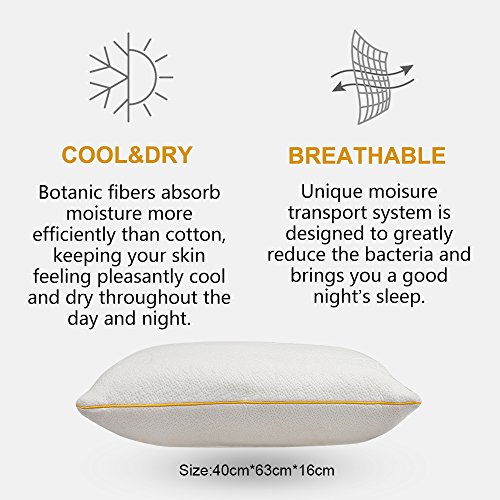 COOL&DRY
Botanic fibers absorb
moisture more
efficiently than cotton,
keeping your skin
feeling pleasantly cool
and dry throughout the
day and night.
BREATHABLE
Unique moisure
transport system is
designed to greatly
reduce the bacteria and
brings you a good
night's sleep.
Size:40cm*63cm*16cm